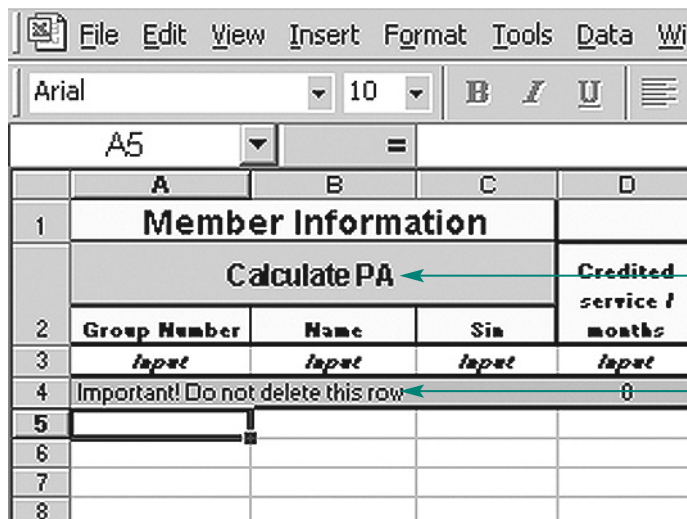 File Edit View Insert Format Tools Data Wi
Arial 10 B I U
A5 =
A B C D
1 Member Information
Calculate PA Credited
service /
2 Group Number Name Sin months
3 Input Input Input Input
4 Important! Do not delete this row 0
5
6
7
8